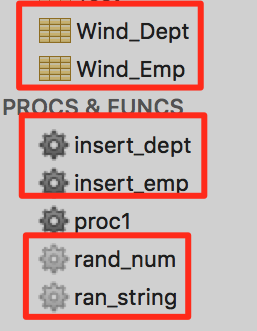 Wind_Dept
Wind_Emp
PROCS & FUNCS
insert_dept
insert_emp
proc1
rand_num
ran_string